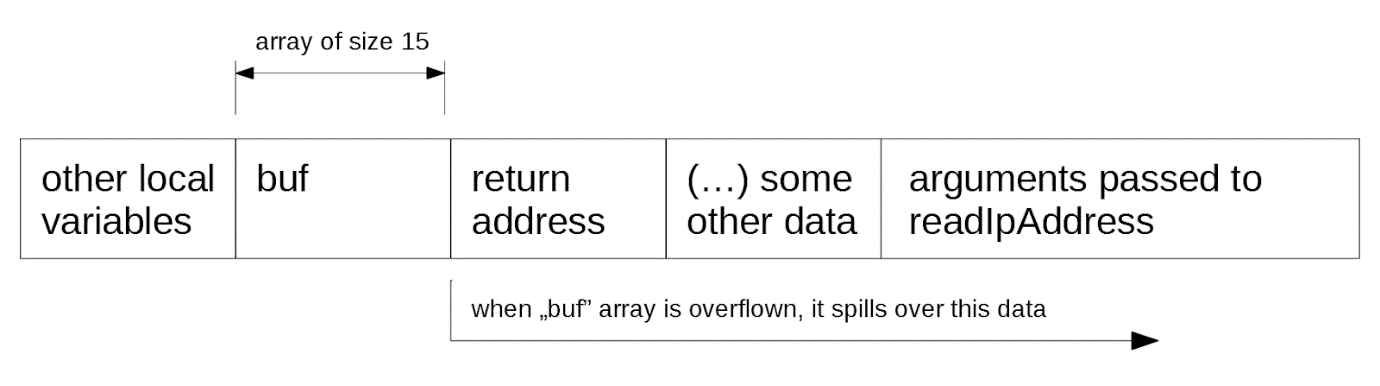 array of size 15
other local
variables
buf
return
address
(...) some
other data
arguments passed to
readIpAddress
when „buf” array is overflown, it spills over this data